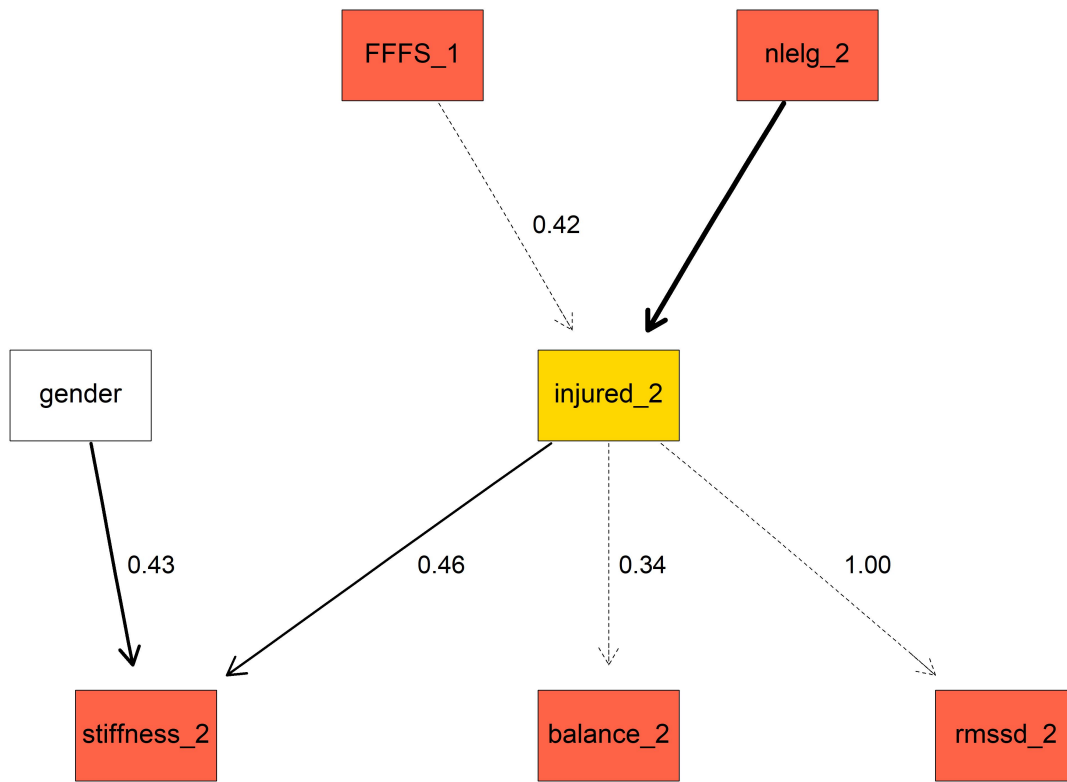 FFFS_1
nlelg_2
0.42
gender
injured_2
0.43
0.46
0.34
1.00
stiffness_2
balance_2
rmssd_2